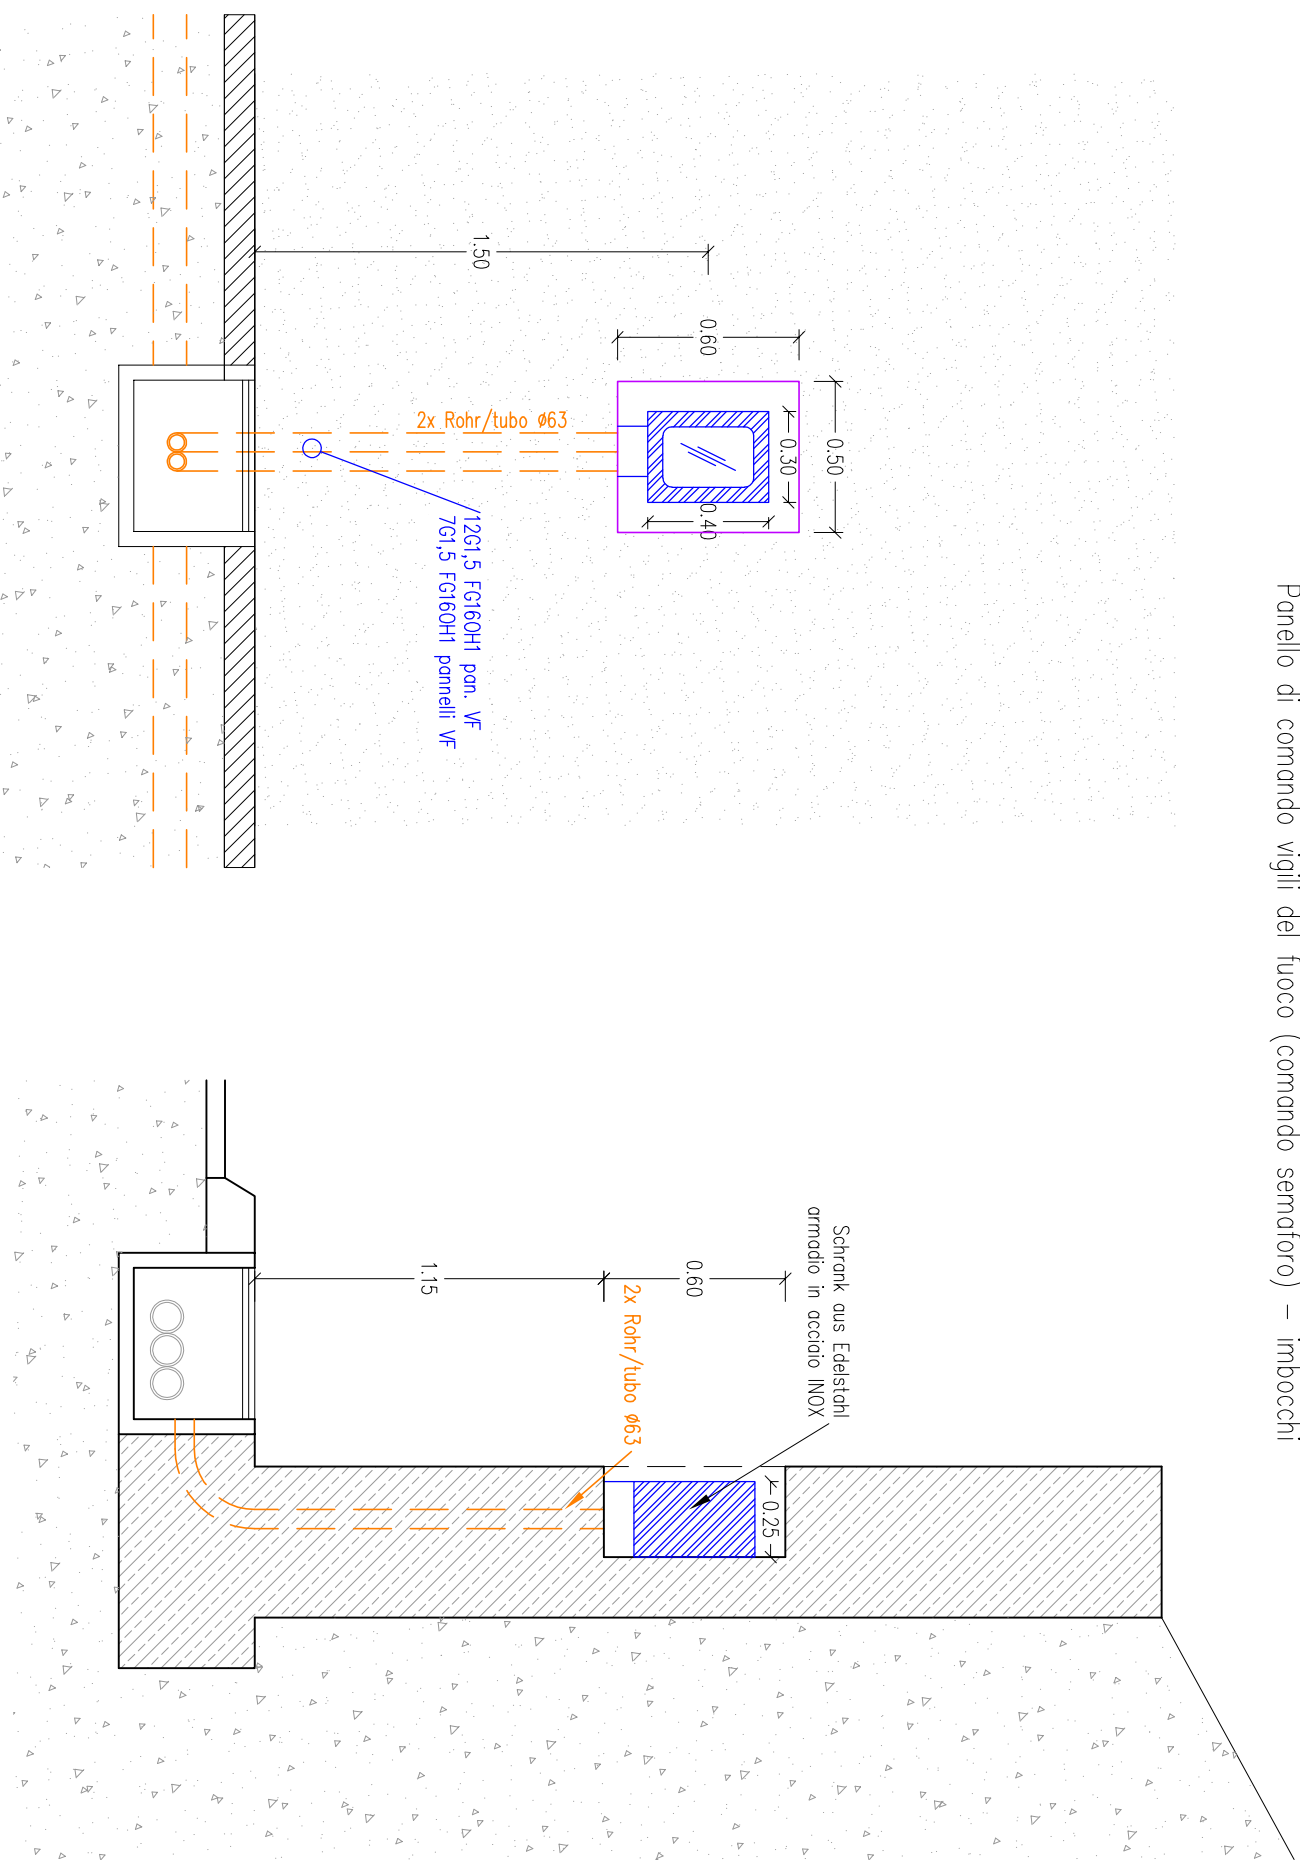 Panello di comando vigili del fuoco (comando semaforo) – imbocchi
0.50
0.60
0.30
0.40
1.50
2x Rohr/tubo ø63
12G1,5 FG16OH1 pan. VF
7G1,5 FG16OH1 pannelli VF
Schrank aus Edelstahl
armadio in acciaio INOX
0.25
0.60
2x Rohr/tubo ø63
1.15